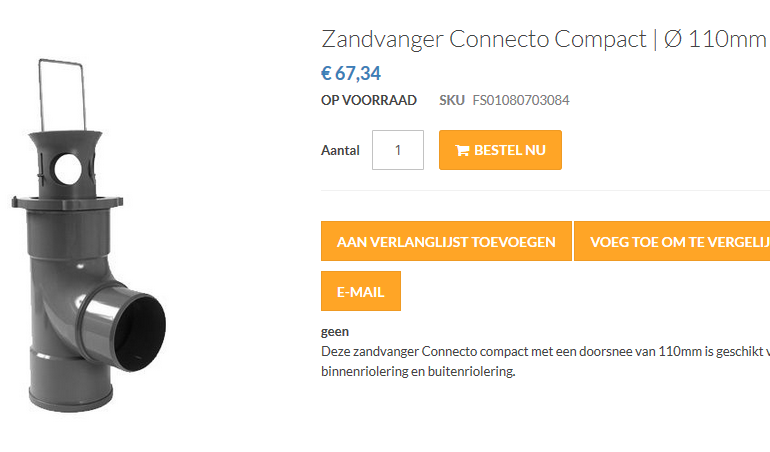 Zandvanger Connecto Compact | Ø 110mm
€ 67,34
OP VOORRAAD SKU FS01080703084
Aantal 1 BESTEL NU
AAN VERLANGLIJST TOEVOEGEN VOEG TOE OM TE VERGELIJ
E-MAIL
geen
Deze zandvanger Connecto compact met een doorsnee van 110mm is geschikt v
binnenriolering en buitenriolering.